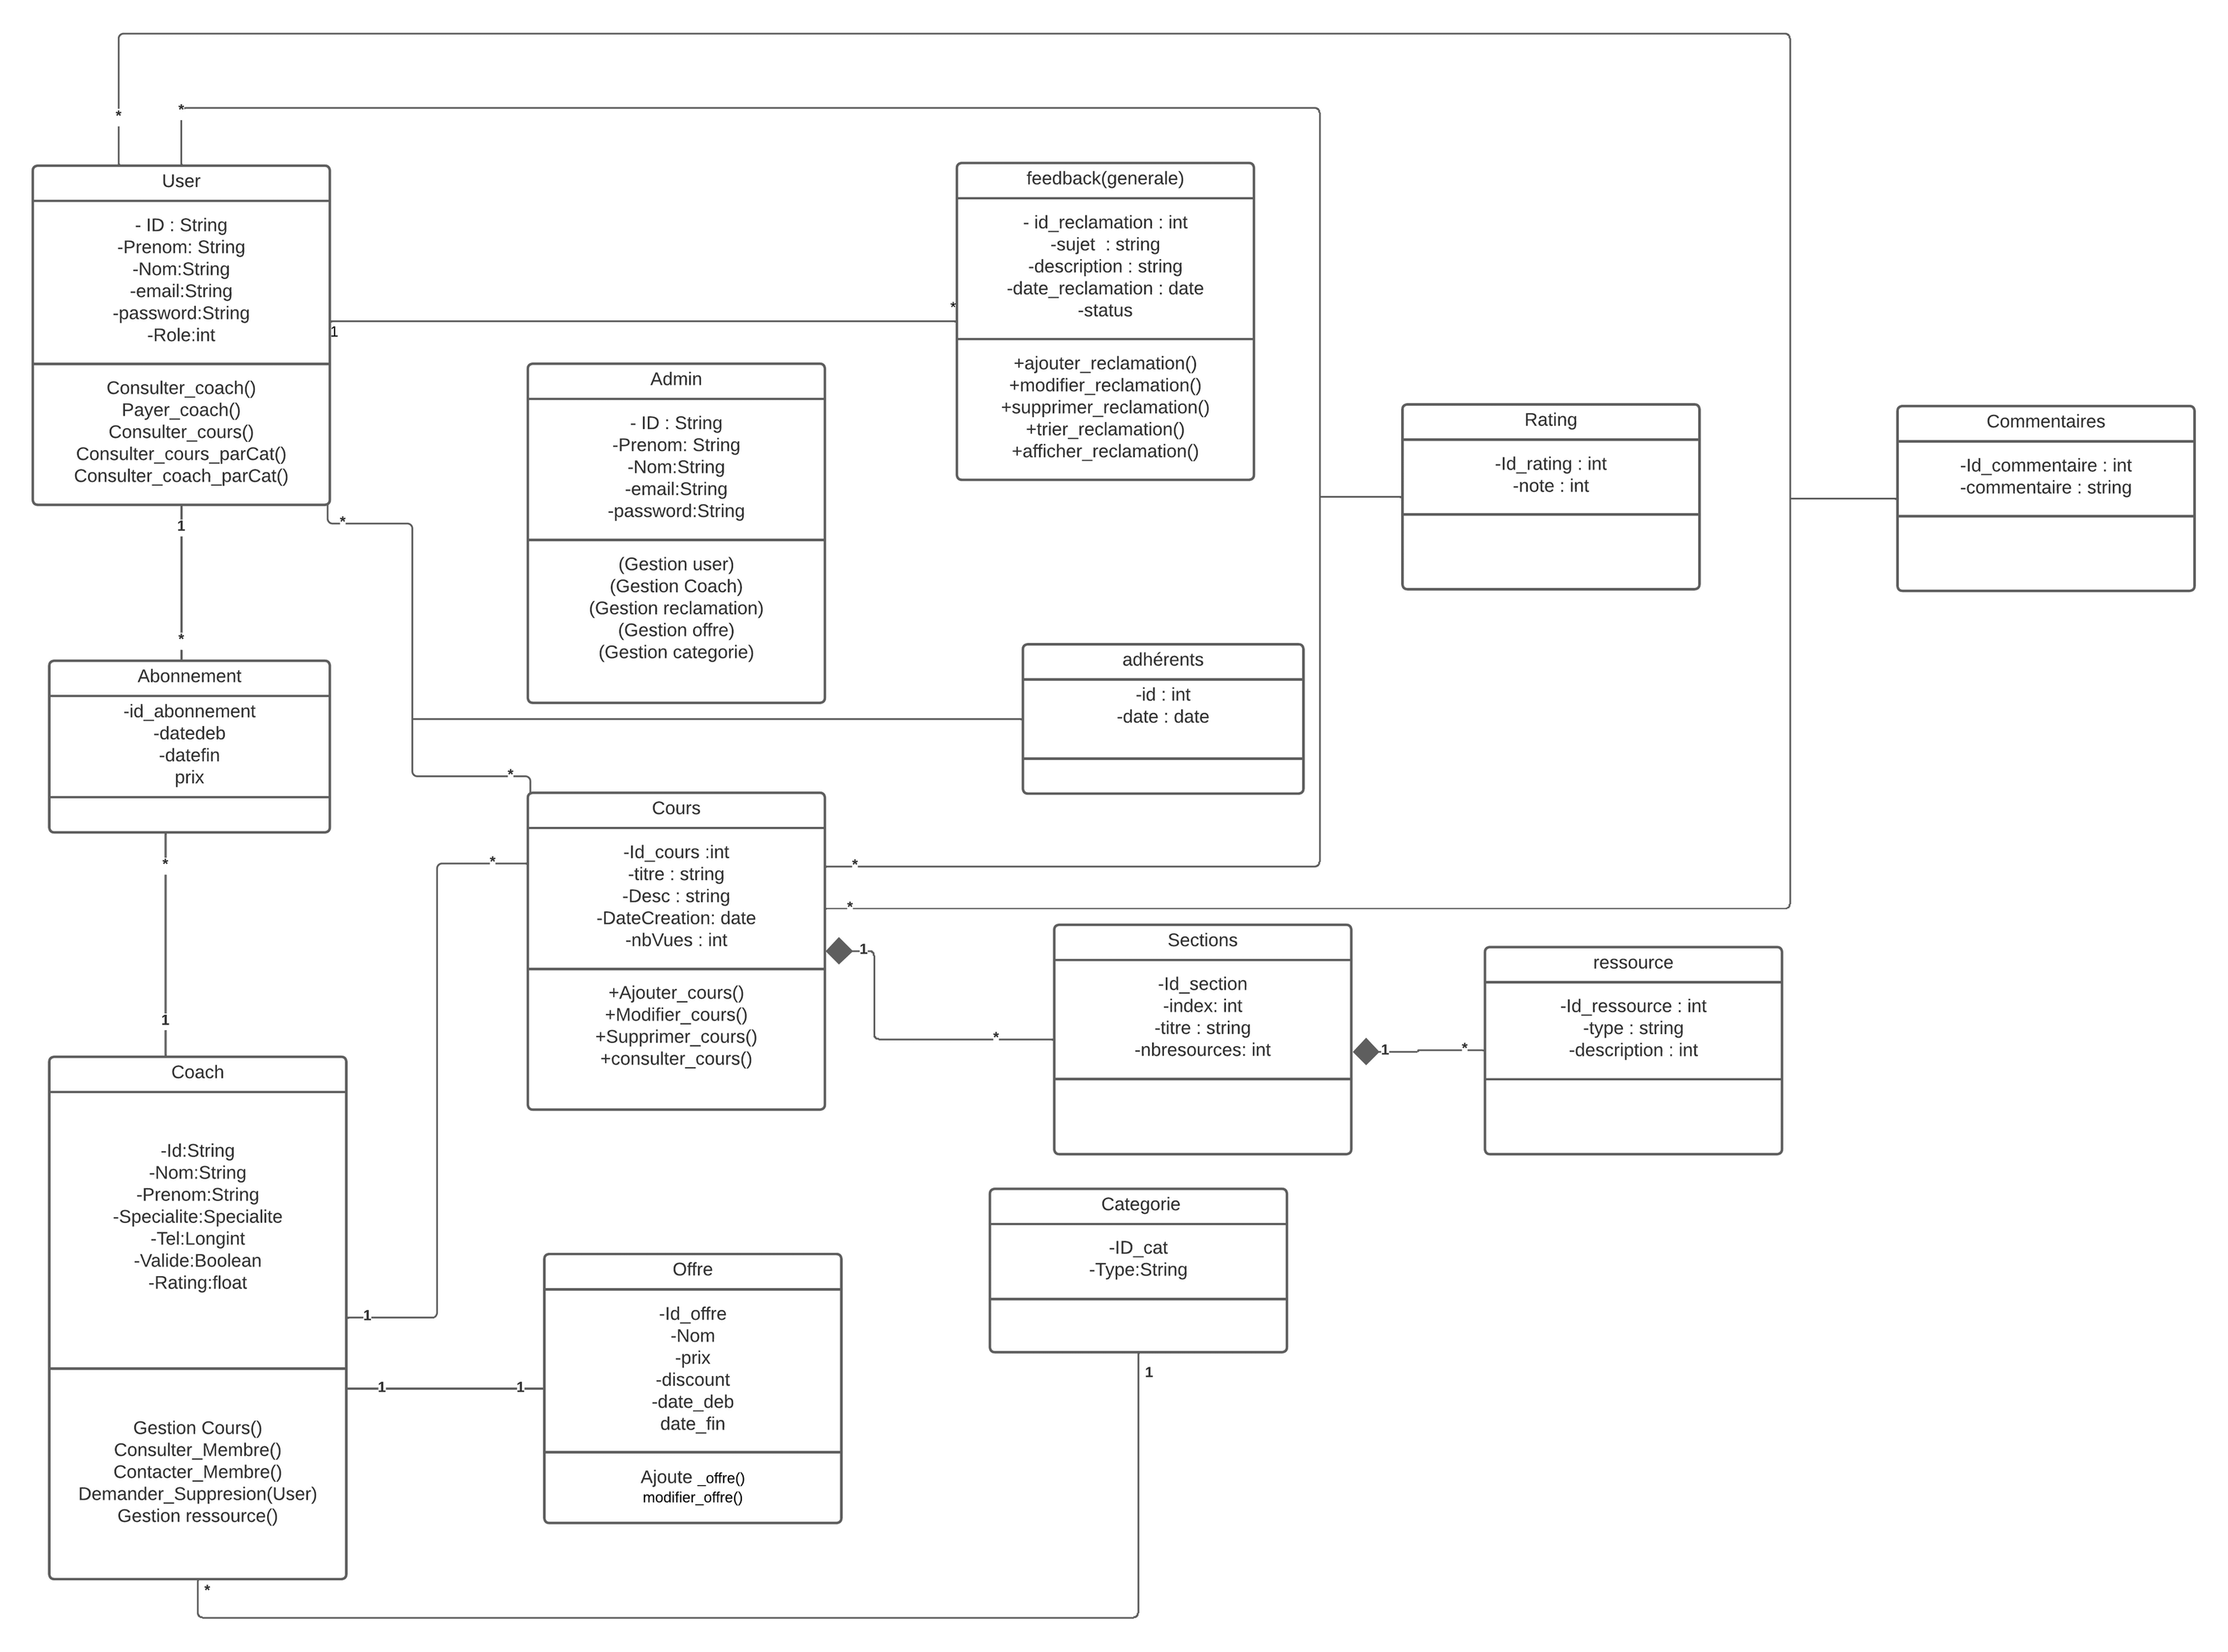 *
*
User
- ID : String
-Prenom: String
-Nom:String
-email:String
-password:String
-Role:int
Consulter_coach()
Payer_coach()
Consulter_cours()
Consulter_cours_parCat()
Consulter_coach_parCat()
1
*
feedback(generale)
- id_reclamation : int
-sujet  : string
-description : string
-date_reclamation : date
-status
+ajouter_reclamation()
+modifier_reclamation()
+supprimer_reclamation()
+trier_reclamation()
+afficher_reclamation()
Admin
- ID : String
-Prenom: String
-Nom:String
-email:String
-password:String
(Gestion user)
(Gestion Coach)
(Gestion reclamation)
(Gestion offre)
(Gestion categorie)
Rating
-Id_rating : int
-note : int
Commentaires
-Id_commentaire : int
-commentaire : string
1
*
*
*
Abonnement
-id_abonnement
-datedeb
-datefin
prix
adhérents
-id : int
-date : date
*
1
Cours
-Id_cours :int
-titre : string
-Desc : string
-DateCreation: date
-nbVues : int
+Ajouter_cours()
+Modifier_cours()
+Supprimer_cours()
+consulter_cours()
*
*
*
1
*
Sections
-Id_section
-index: int
-titre : string
-nbresources: int
1
*
ressource
-Id_ressource : int
-type : string
-description : int
Coach
-Id:String
-Nom:String
-Prenom:String
-Specialite:Specialite
-Tel:Longint
-Valide:Boolean
-Rating:float
Gestion Cours()
Consulter_Membre()
Contacter_Membre()
Demander_Suppresion(User)
Gestion ressource()
1
1
1
*
Offre
-Id_offre
-Nom
-prix
-discount
-date_deb
date_fin
Ajoute _offre()
modifier_offre()
Categorie
-ID_cat
-Type:String
1